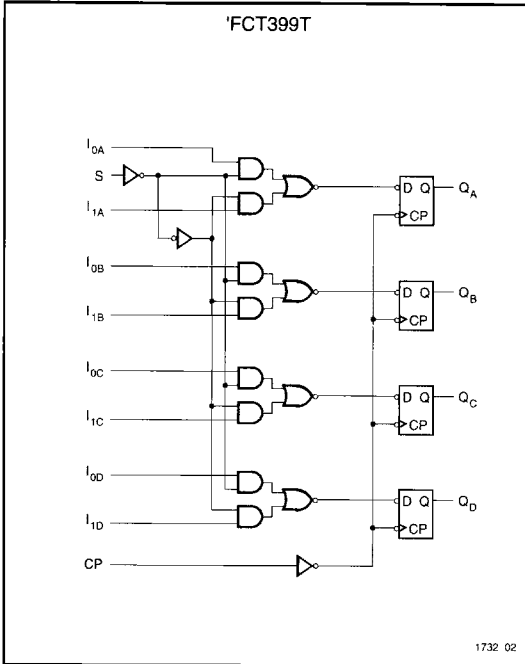 'FCT399T
I0A
S
I1A
D Q
QA
CP
I0B
D Q
QB
I1B
CP
I0C
D Q
QC
I1C
CP
I0D
D Q
QD
I1D
CP
CP
1732 02